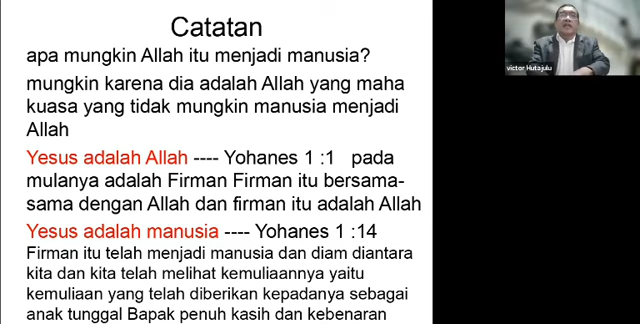 Catatan
apa mungkin Allah itu menjadi manusia?
mungkin karena dia adalah Allah yang maha
kuasa yang tidak mungkin manusia menjadi
Allah
Yesus adalah Allah ---- Yohanes 1 :1 pada
mulanya adalah Firman Firman itu bersama-
sama dengan Allah dan firman itu adalah Allah
Yesus adalah manusia ---- Yohanes 1 :14
Firman itu telah menjadi manusia dan diam diantara
kita dan kita telah melihat kemuliaannya yaitu
kemuliaan yang telah diberikan kepadanya sebagai
anak tunggal Bapak penuh kasih dan kebenaran
victor Hutajulu